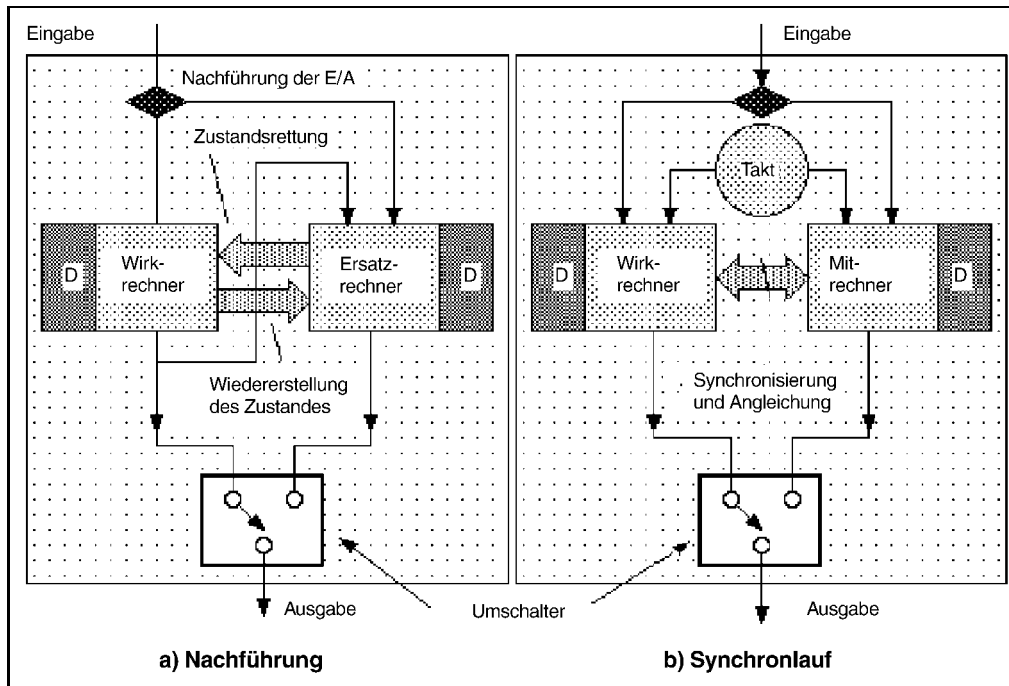 Eingabe
Nachführung der E/A
Zustandsrettung
D
Wirk-
rechner
Ersatz-
rechner
D
Wiedererstellung
des Zustandes
Ausgabe
a) Nachführung
Eingabe
Takt
D
Wirk-
rechner
Mit-
rechner
D
Synchronisierung
und Angleichung
Umschalter
Ausgabe
b) Synchronlauf